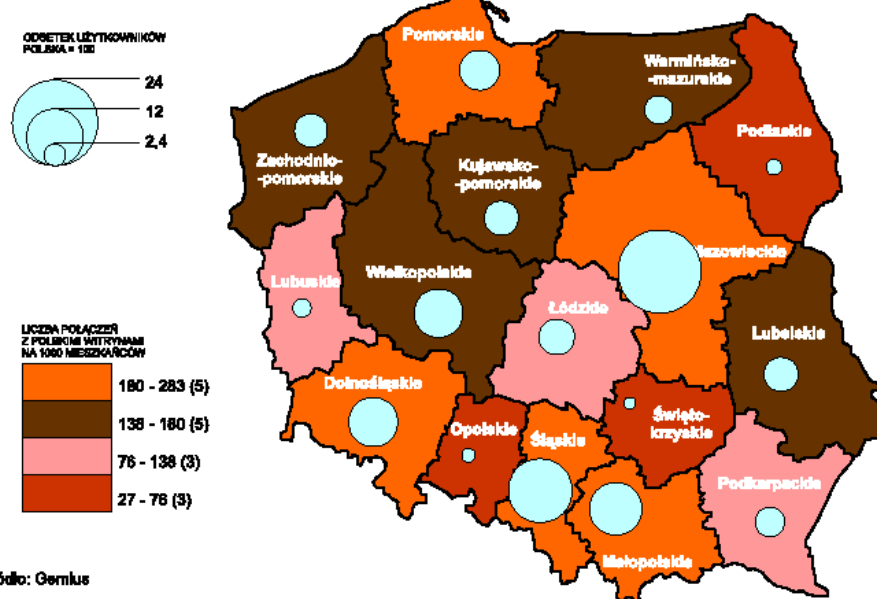 ODSETEK UŻYTKOWNIKÓW
POLSKA = 100
24
12
2,4
Pomorskie
Warmińsko-
-mazurskie
Podlaskie
Zachodnio-
-pomorskie
Kujawsko-
-pomorskie
Mazowieckie
Lubuskie
Wielkopolskie
Łódzkie
Lubelskie
LICZBA POŁĄCZEŃ
Z POLSKIMI WITRYNAMI
NA 1000 MIESZKAŃCÓW
180 - 283 (5)
138 - 180 (5)
76 - 138 (3)
27 - 76 (3)
Dolnośląskie
Opolskie
Śląskie
Święto-
krzyskie
Podkarpackie
Małopolskie
ódło: Gemius